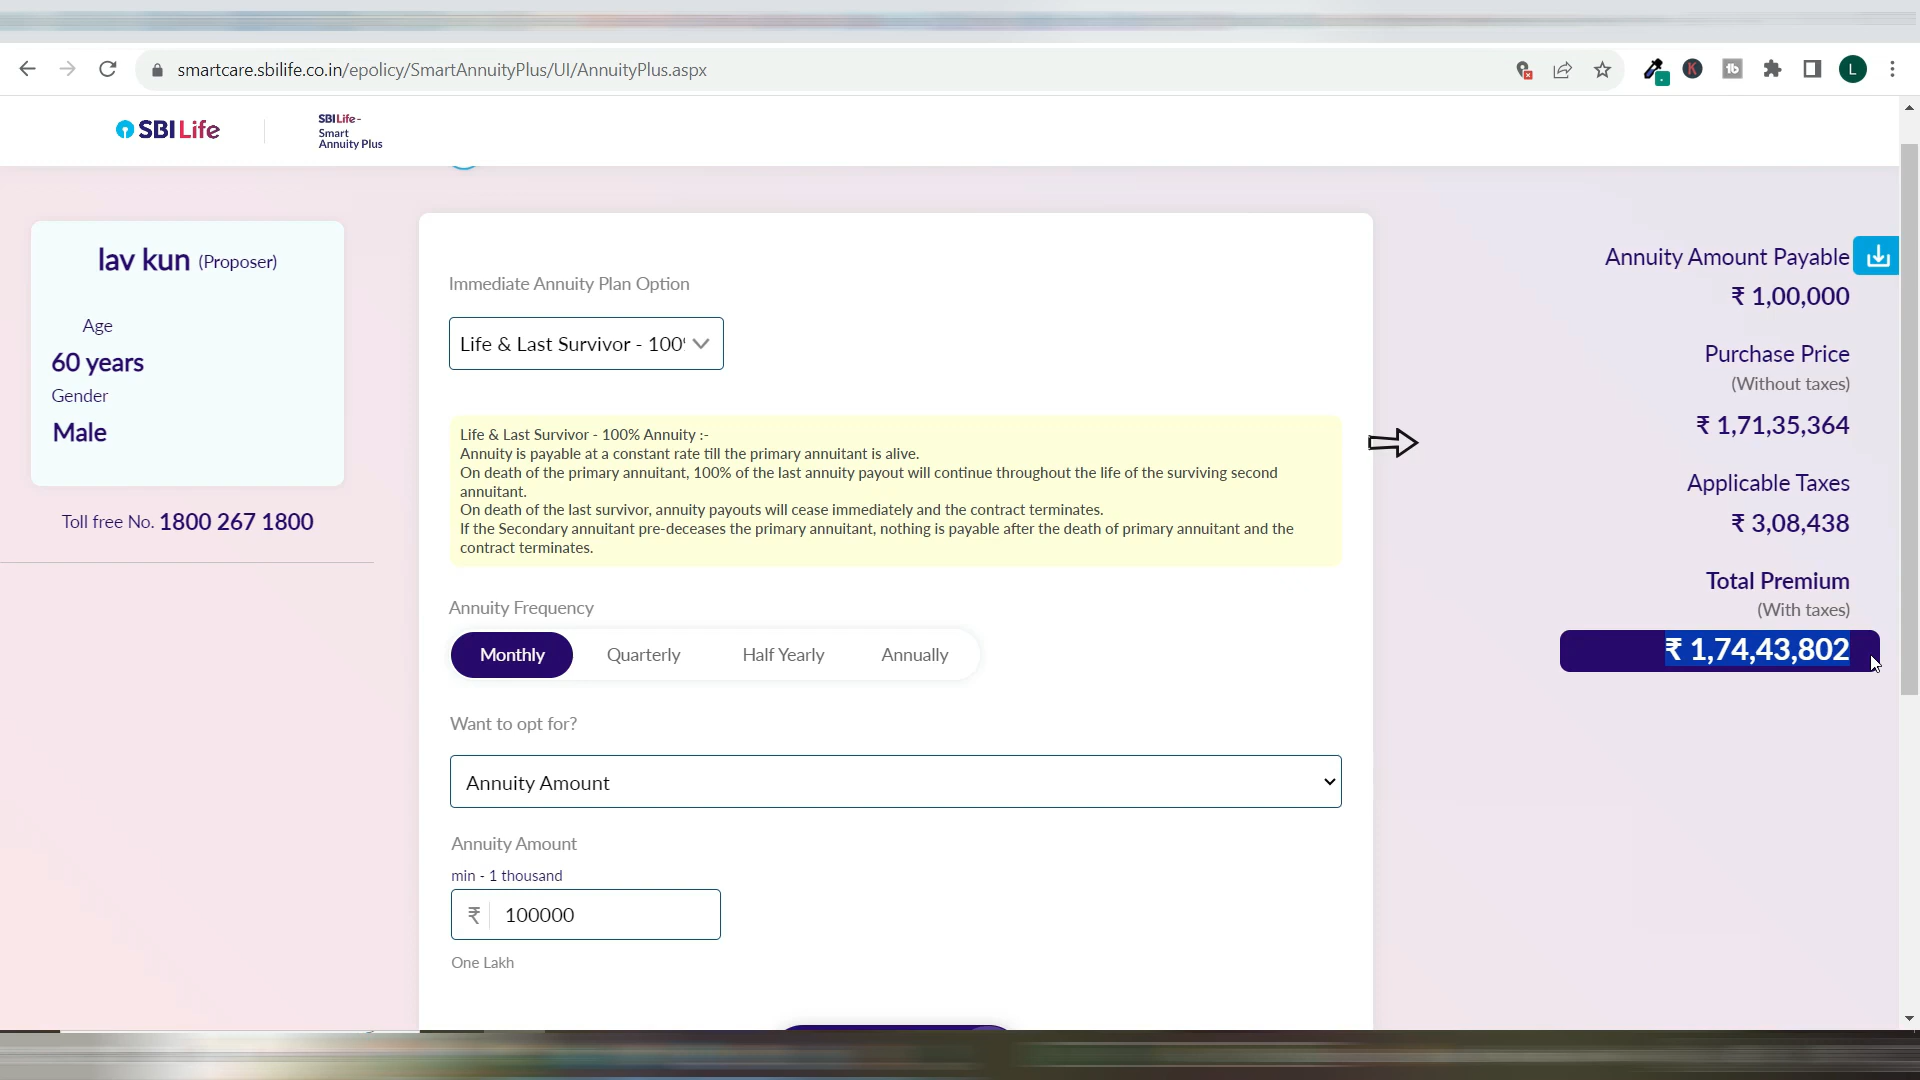 smartcare.sbilife.co.in/epolicy/SmartAnnuityPlus/UI/AnnuityPlus.aspx
K
tb
L
SBI Life
SBI Life -
Smart
Annuity Plus
lav kun (Proposer)
Age
60 years
Gender
Male
Toll free No. 1800 267 1800
Immediate Annuity Plan Option
Life & Last Survivor - 100%
Life & Last Survivor - 100% Annuity :-
Annuity is payable at a constant rate till the primary annuitant is alive.
On death of the primary annuitant, 100% of the last annuity payout will continue throughout the life of the surviving second
annuitant.
On death of the last survivor, annuity payouts will cease immediately and the contract terminates.
If the Secondary annuitant pre-deceases the primary annuitant, nothing is payable after the death of primary annuitant and the
contract terminates.
Annuity Frequency
Monthly Quarterly Half Yearly Annually
Want to opt for?
Annuity Amount
Annuity Amount
min - 1 thousand
₹ 100000
One Lakh
Annuity Amount Payable
₹ 1,00,000
Purchase Price
(Without taxes)
₹ 1,71,35,364
Applicable Taxes
₹ 3,08,438
Total Premium
(With taxes)
₹ 1,74,43,802